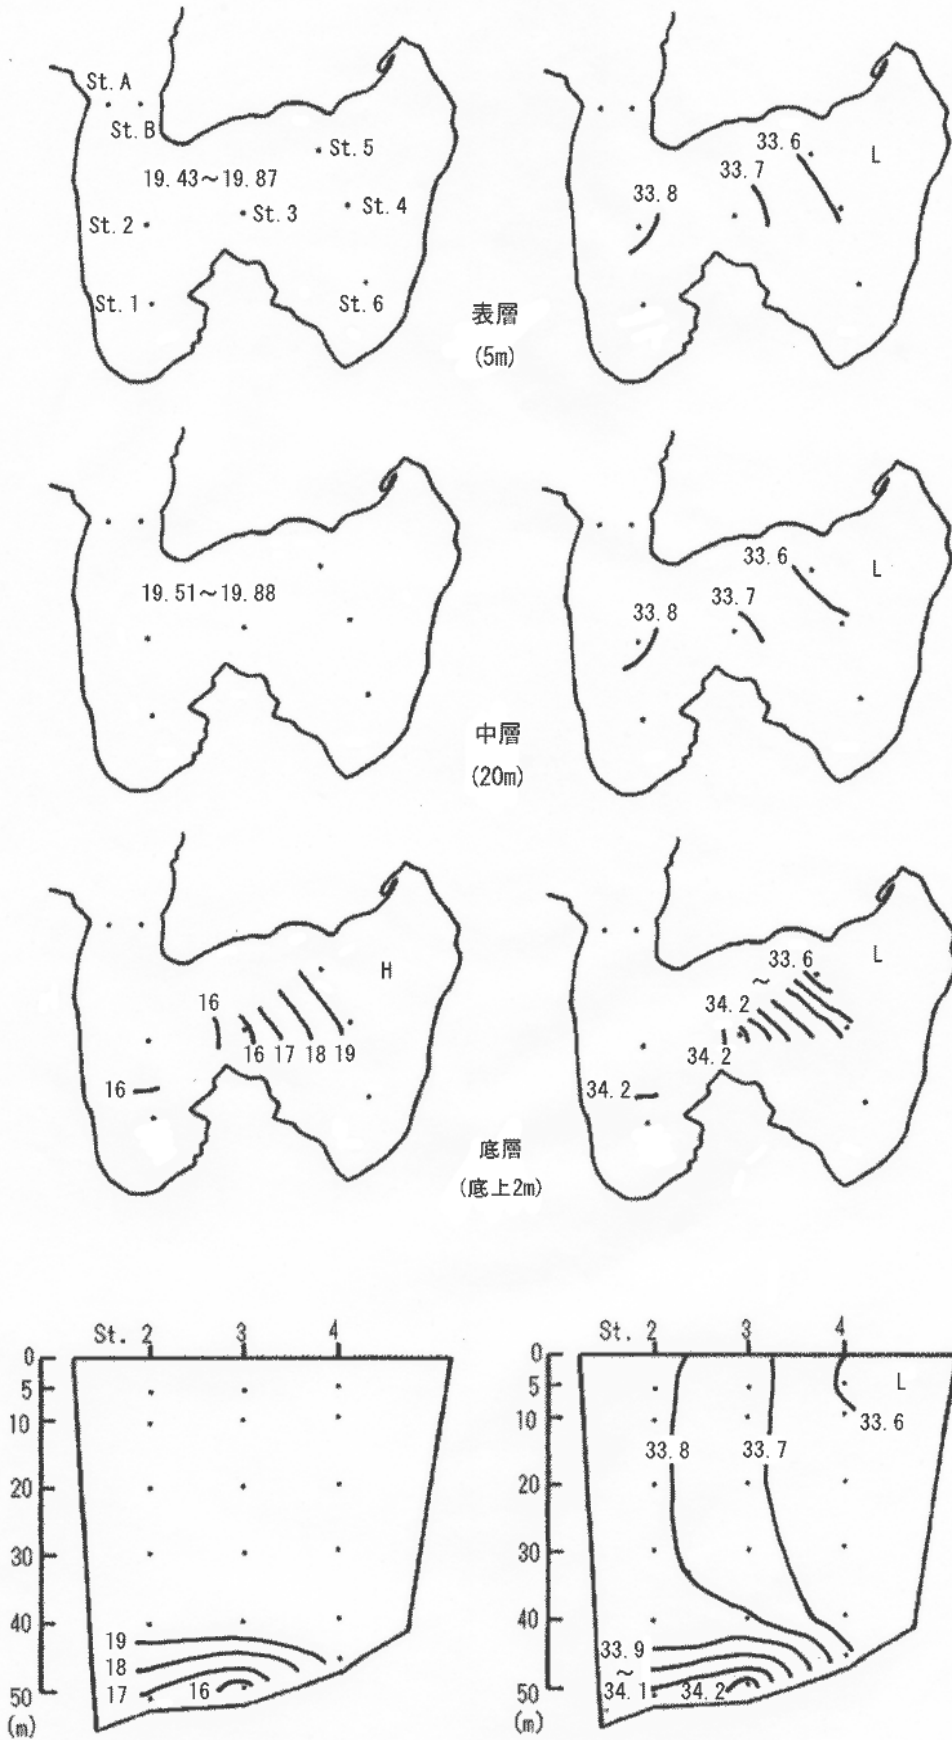 St. A
St. B
St. 5
19.43～19.87
St. 3
St. 4
St. 2
St. 1
St. 6
33.6
L
33.7
33.8
表層
(5m)
19.51～19.88
33.6
L
33.7
33.8
中層
(20m)
H
16
16 17 18 19
16
33.6
L
～
34.2
34.2
34.2
底層
(底上2m)
St. 2 3 4
0
5
10
20
30
40
50
(m)
19
18
17
16
St. 2 3 4
0
5
10
20
30
40
50
(m)
L
33.6
33.8
33.7
33.9
～
34.1
34.2